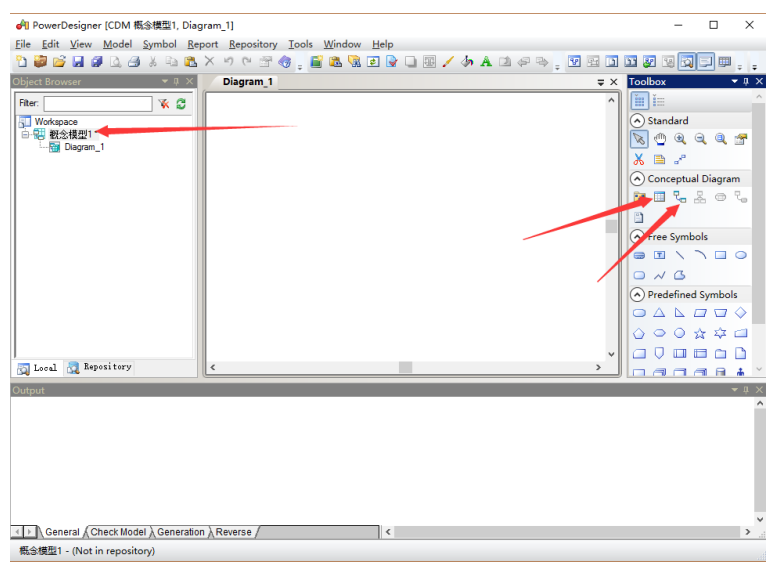 PowerDesigner [CDM 概念模型1, Diagram_1]
File Edit View Model Symbol Report Repository Tools Window Help
Object Browser
Diagram_1
Toolbox
Filter:
Workspace
概念模型1
Diagram_1
Standard
Conceptual Diagram
Free Symbols
Predefined Symbols
Local Repository
Output
General Check Model Generation Reverse
概念模型1 - (Not in repository)